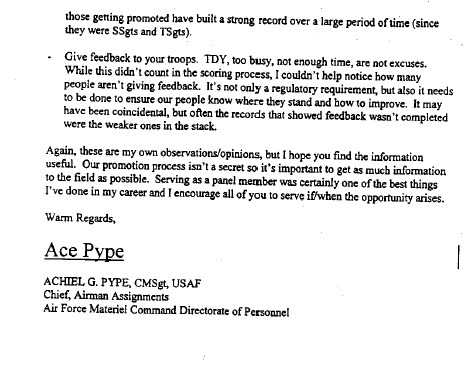 those getting promoted have built a strong record over a large period of time (since
they were SSgts and TSgts).
- Give feedback to your troops. TDY, too busy, not enough time, are not excuses.
While this didn't count in the scoring process, I couldn't help notice how many
people aren't giving feedback. It's not only a regulatory requirement, but also it needs
to be done to ensure our people know where they stand and how to improve. It may
have been coincidental, but often the records that showed feedback wasn't completed
were the weaker ones in the stack.
Again, these are my own observations/opinions, but I hope you find the information
useful. Our promotion process isn't a secret so it's important to get as much information
to the field as possible. Serving as a panel member was certainly one of the best things
I've done in my career and I encourage all of you to serve if/when the opportunity arises.
Warm Regards,
Ace Pype
ACHIEL G. PYPE, CMSgt, USAF
Chief, Airman Assignments
Air Force Materiel Command Directorate of Personnel